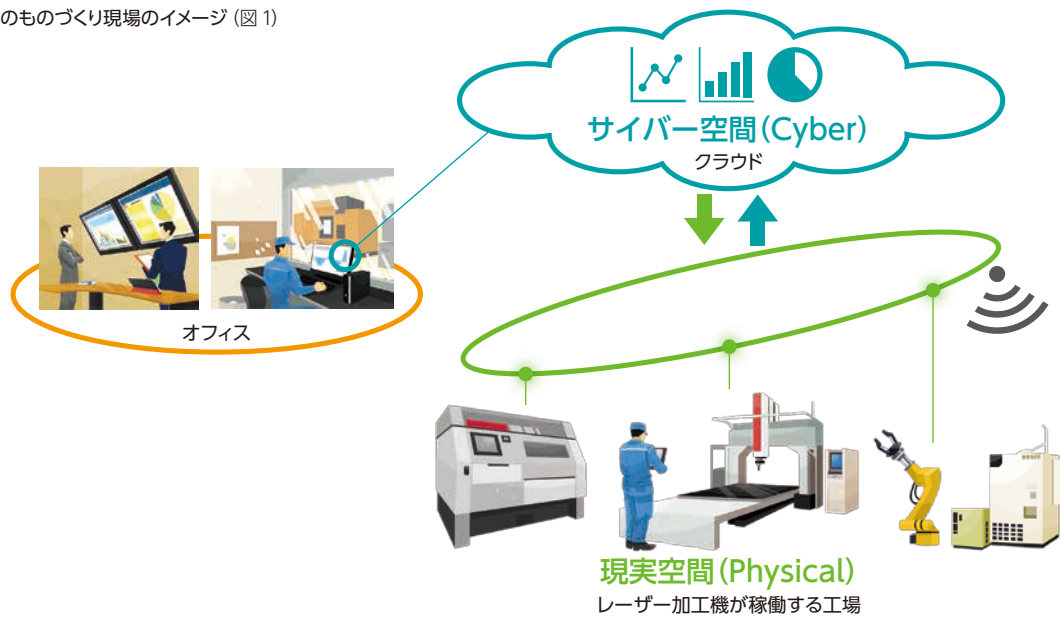 のものづくり現場のイメージ(図 1)
サイバー空間(Cyber)
クラウド
オフィス
現実空間(Physical)
レーザー加工機が稼働する工場